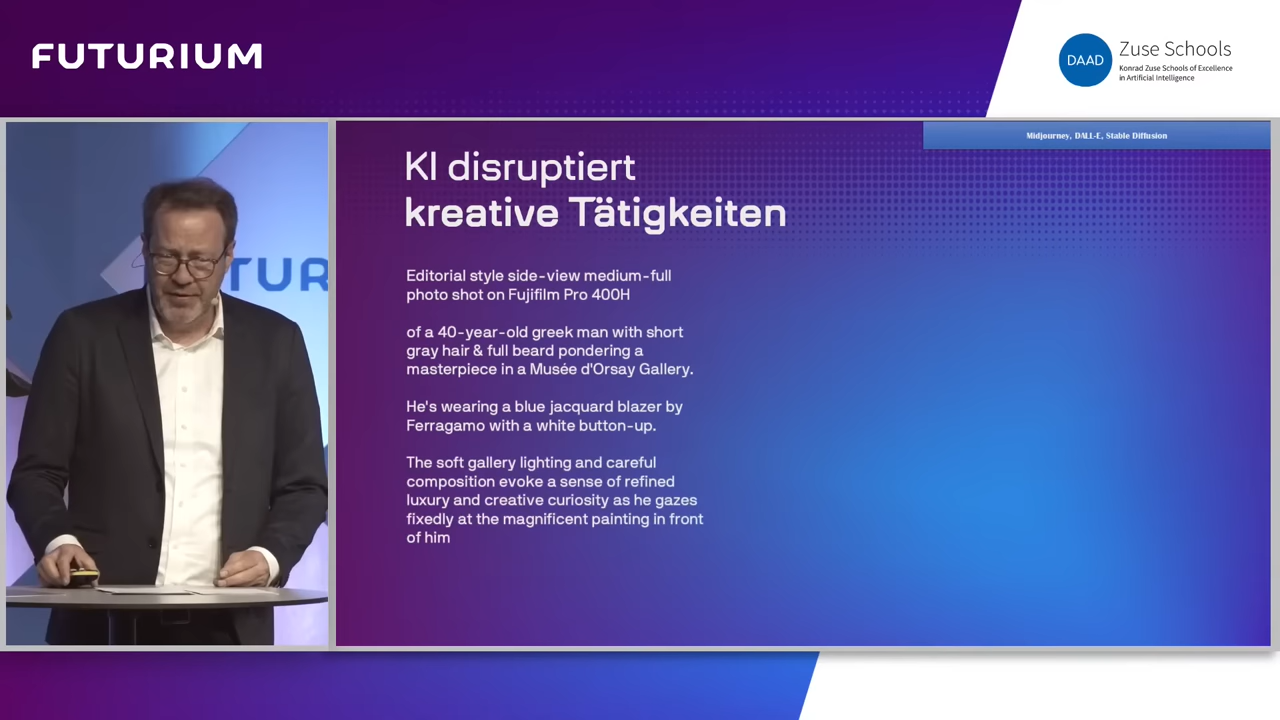 FUTURIUM
DAAD
Zuse Schools
Konrad Zuse Schools of Excellence
in Artificial Intelligence
TUR
Midjourney, DALL-E, Stable Diffusion
KI disruptiert
kreative Tätigkeiten
Editorial style side-view medium-full
photo shot on Fujifilm Pro 400H
of a 40-year-old greek man with short
gray hair & full beard pondering a
masterpiece in a Musée d'Orsay Gallery.
He's wearing a blue jacquard blazer by
Ferragamo with a white button-up.
The soft gallery lighting and careful
composition evoke a sense of refined
luxury and creative curiosity as he gazes
fixedly at the magnificent painting in front
of him